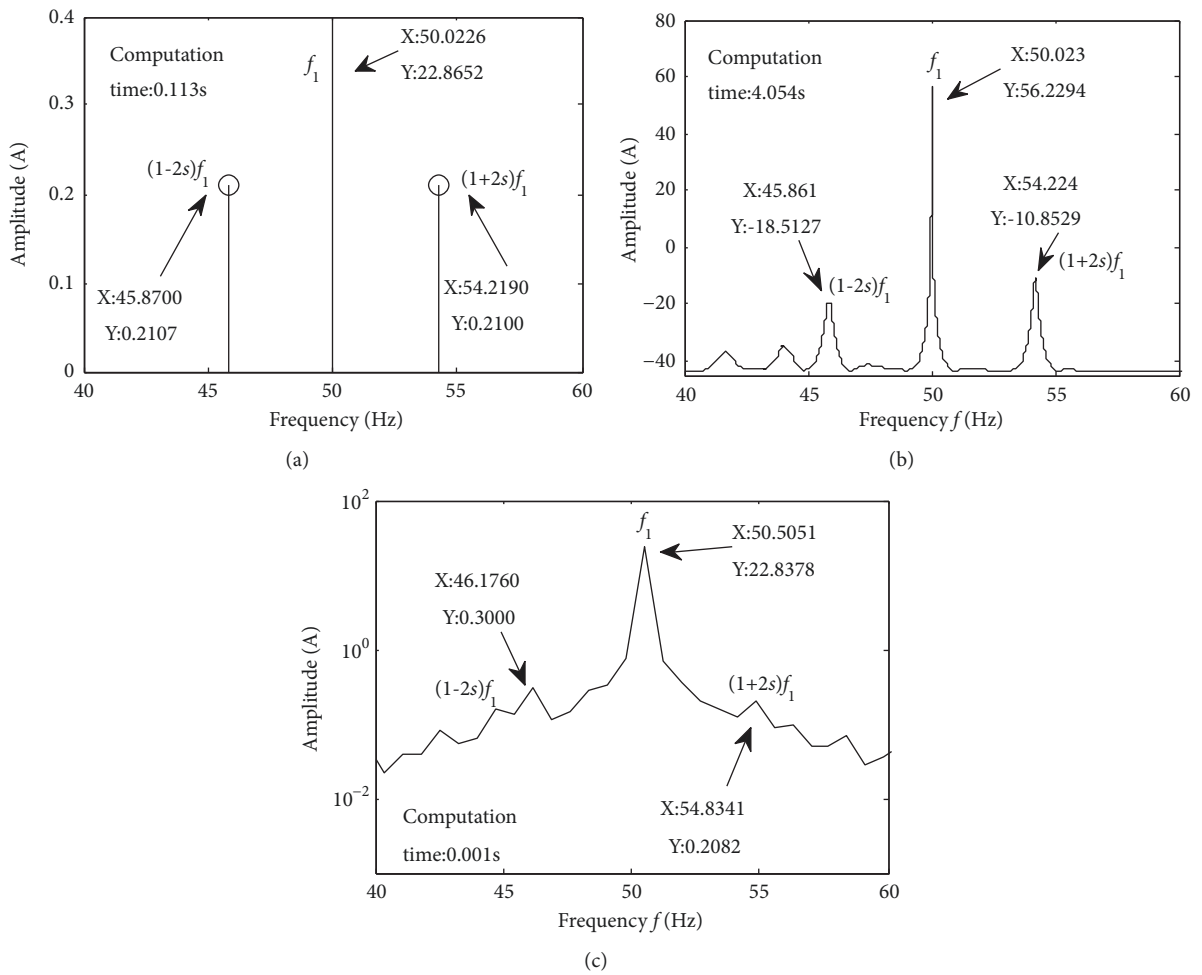 0.4
0.3
0.2
0.1
0
Amplitude (A)
Computation
time:0.113s
f1
X:50.0226
Y:22.8652
(1-2s)f1
(1+2s)f1
X:45.8700
Y:0.2107
X:54.2190
Y:0.2100
40 45 50 55 60
Frequency (Hz)
(a)
80
60
40
20
0
−20
−40
Amplitude (A)
Computation
time:4.054s
f1
X:50.023
Y:56.2294
X:45.861
Y:-18.5127
(1-2s)f1
X:54.224
Y:-10.8529
(1+2s)f1
40 45 50 55 60
Frequency f (Hz)
(b)
10^2
10^0
10^−2
Amplitude (A)
f1
X:50.5051
Y:22.8378
X:46.1760
Y:0.3000
(1-2s)f1
(1+2s)f1
X:54.8341
Y:0.2082
Computation
time:0.001s
40 45 50 55 60
Frequency f (Hz)
(c)